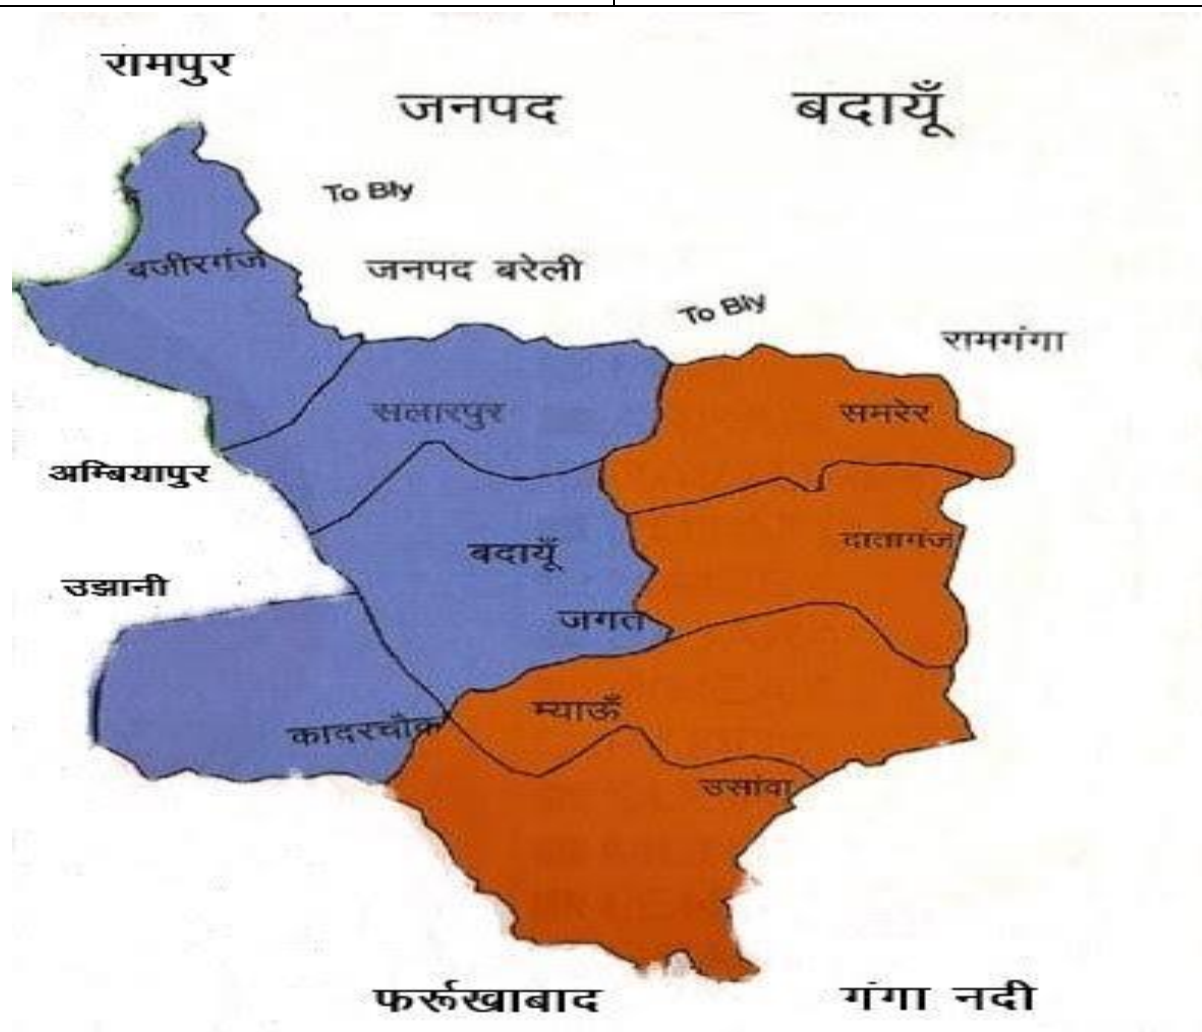 रामपुर
जनपद बदायूँ
To Bly
बजीरगंज
जनपद बरेली
To Bly
रामगंगा
सलारपुर
समरेर
अम्बियापुर
दातागंज
बदायूँ
उझानी
जगत
म्याऊँ
कादरचौक
उसांवा
फर्रूखाबाद
गंगा नदी